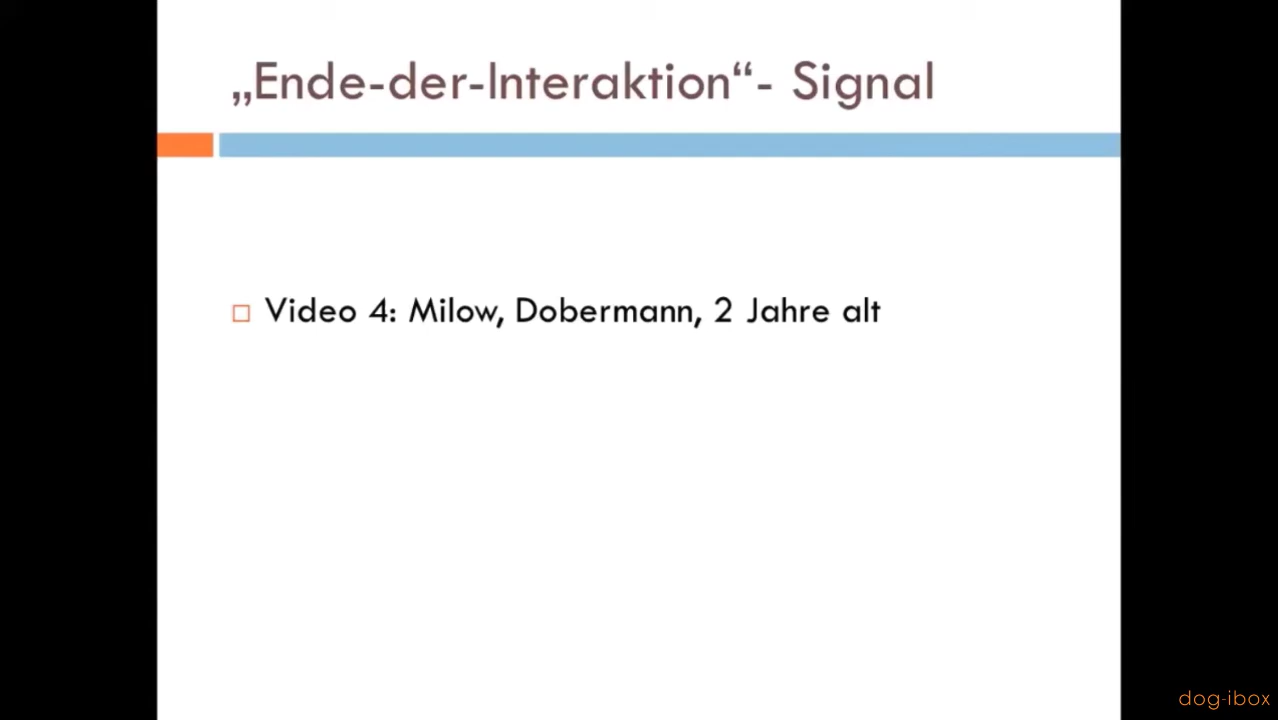 „Ende-der-Interaktion“- Signal
Video 4: Milow, Dobermann, 2 Jahre alt
dog-ibox